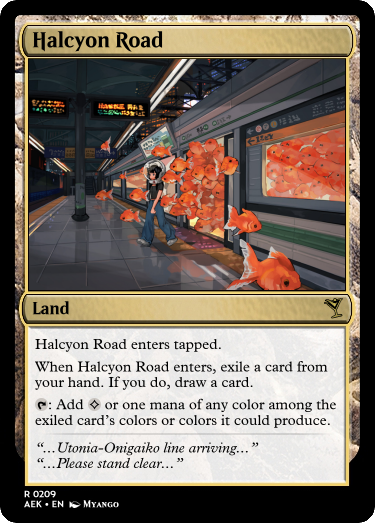 Halcyon Road
Land
Halcyon Road enters tapped.
When Halcyon Road enters, exile a card from
your hand. If you do, draw a card.
: Add or one mana of any color among the
exiled card's colors or colors it could produce.
"…Utonia-Onigaiko line arriving…"
"…Please stand clear…"
R 0209
AEK • EN Myango